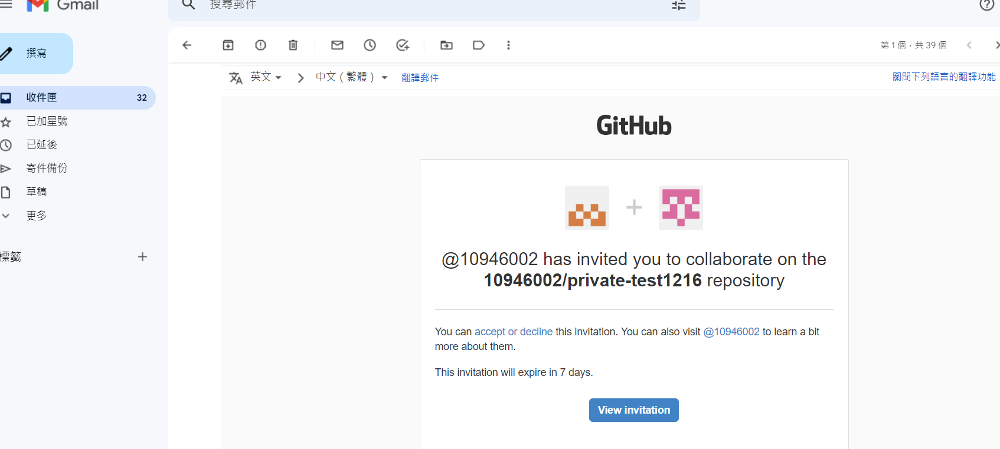 Gmail
搜尋郵件
撰寫
第 1 個，共 39 個
英文
中文（繁體）
翻譯郵件
關閉下列語言的翻譯功能
收件匣 32
已加星號
已延後
寄件備份
草稿
更多
標籤
GitHub
@10946002 has invited you to collaborate on the
10946002/private-test1216 repository
You can accept or decline this invitation. You can also visit @10946002 to learn a bit
more about them.
This invitation will expire in 7 days.
View invitation